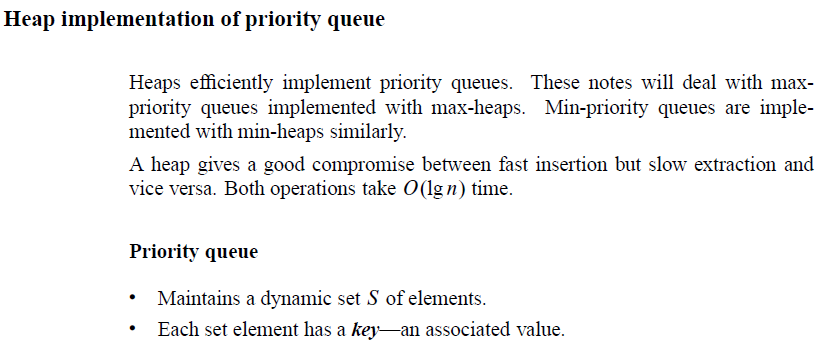 Heap implementation of priority queue
Heaps efficiently implement priority queues. These notes will deal with max-
priority queues implemented with max-heaps. Min-priority queues are imple-
mented with min-heaps similarly.
A heap gives a good compromise between fast insertion but slow extraction and
vice versa. Both operations take O(lg n) time.
Priority queue
• Maintains a dynamic set S of elements.
• Each set element has a key—an associated value.